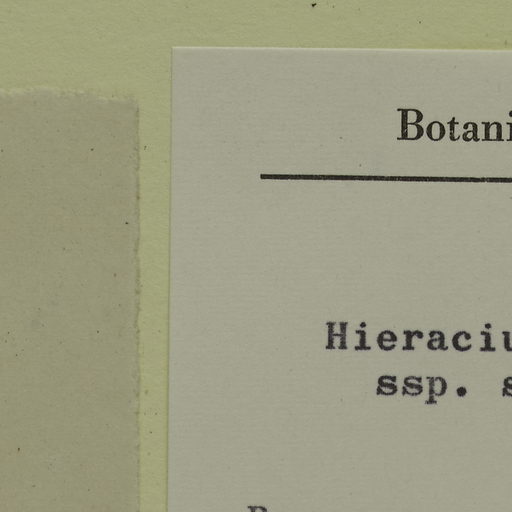 Botani
Hieraciu
ssp. s